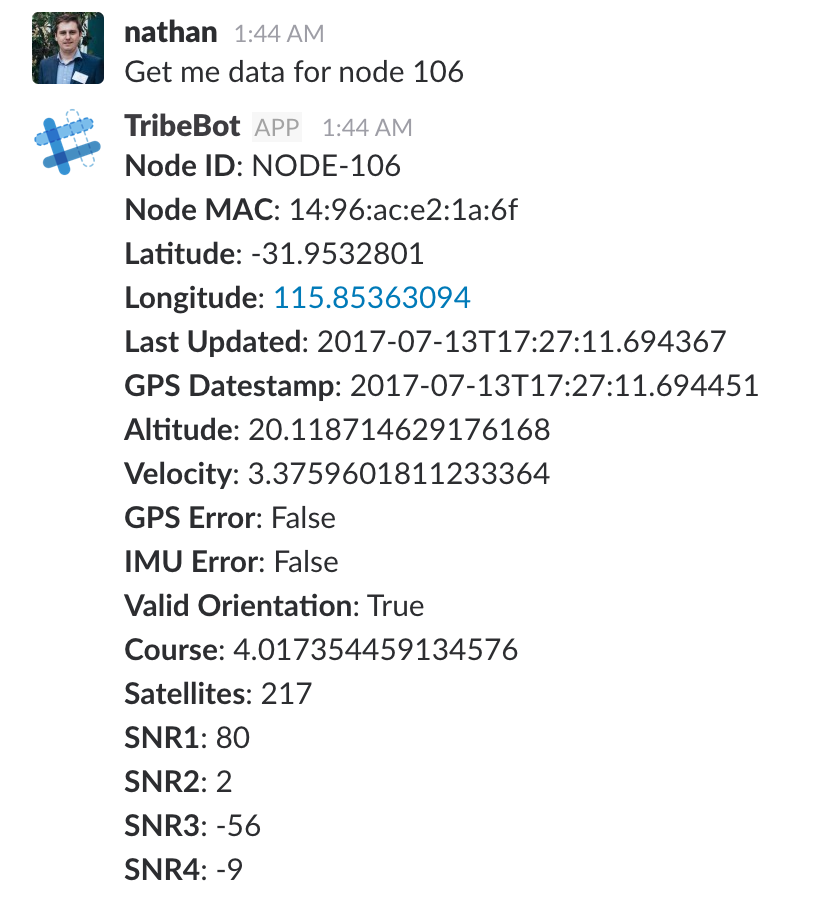 nathan 1:44 AM
Get me data for node 106
TribeBot APP 1:44 AM
Node ID: NODE-106
Node MAC: 14:96:ac:e2:1a:6f
Latitude: -31.9532801
Longitude: 115.85363094
Last Updated: 2017-07-13T17:27:11.694367
GPS Datestamp: 2017-07-13T17:27:11.694451
Altitude: 20.118714629176168
Velocity: 3.3759601811233364
GPS Error: False
IMU Error: False
Valid Orientation: True
Course: 4.017354459134576
Satellites: 217
SNR1: 80
SNR2: 2
SNR3: -56
SNR4: -9